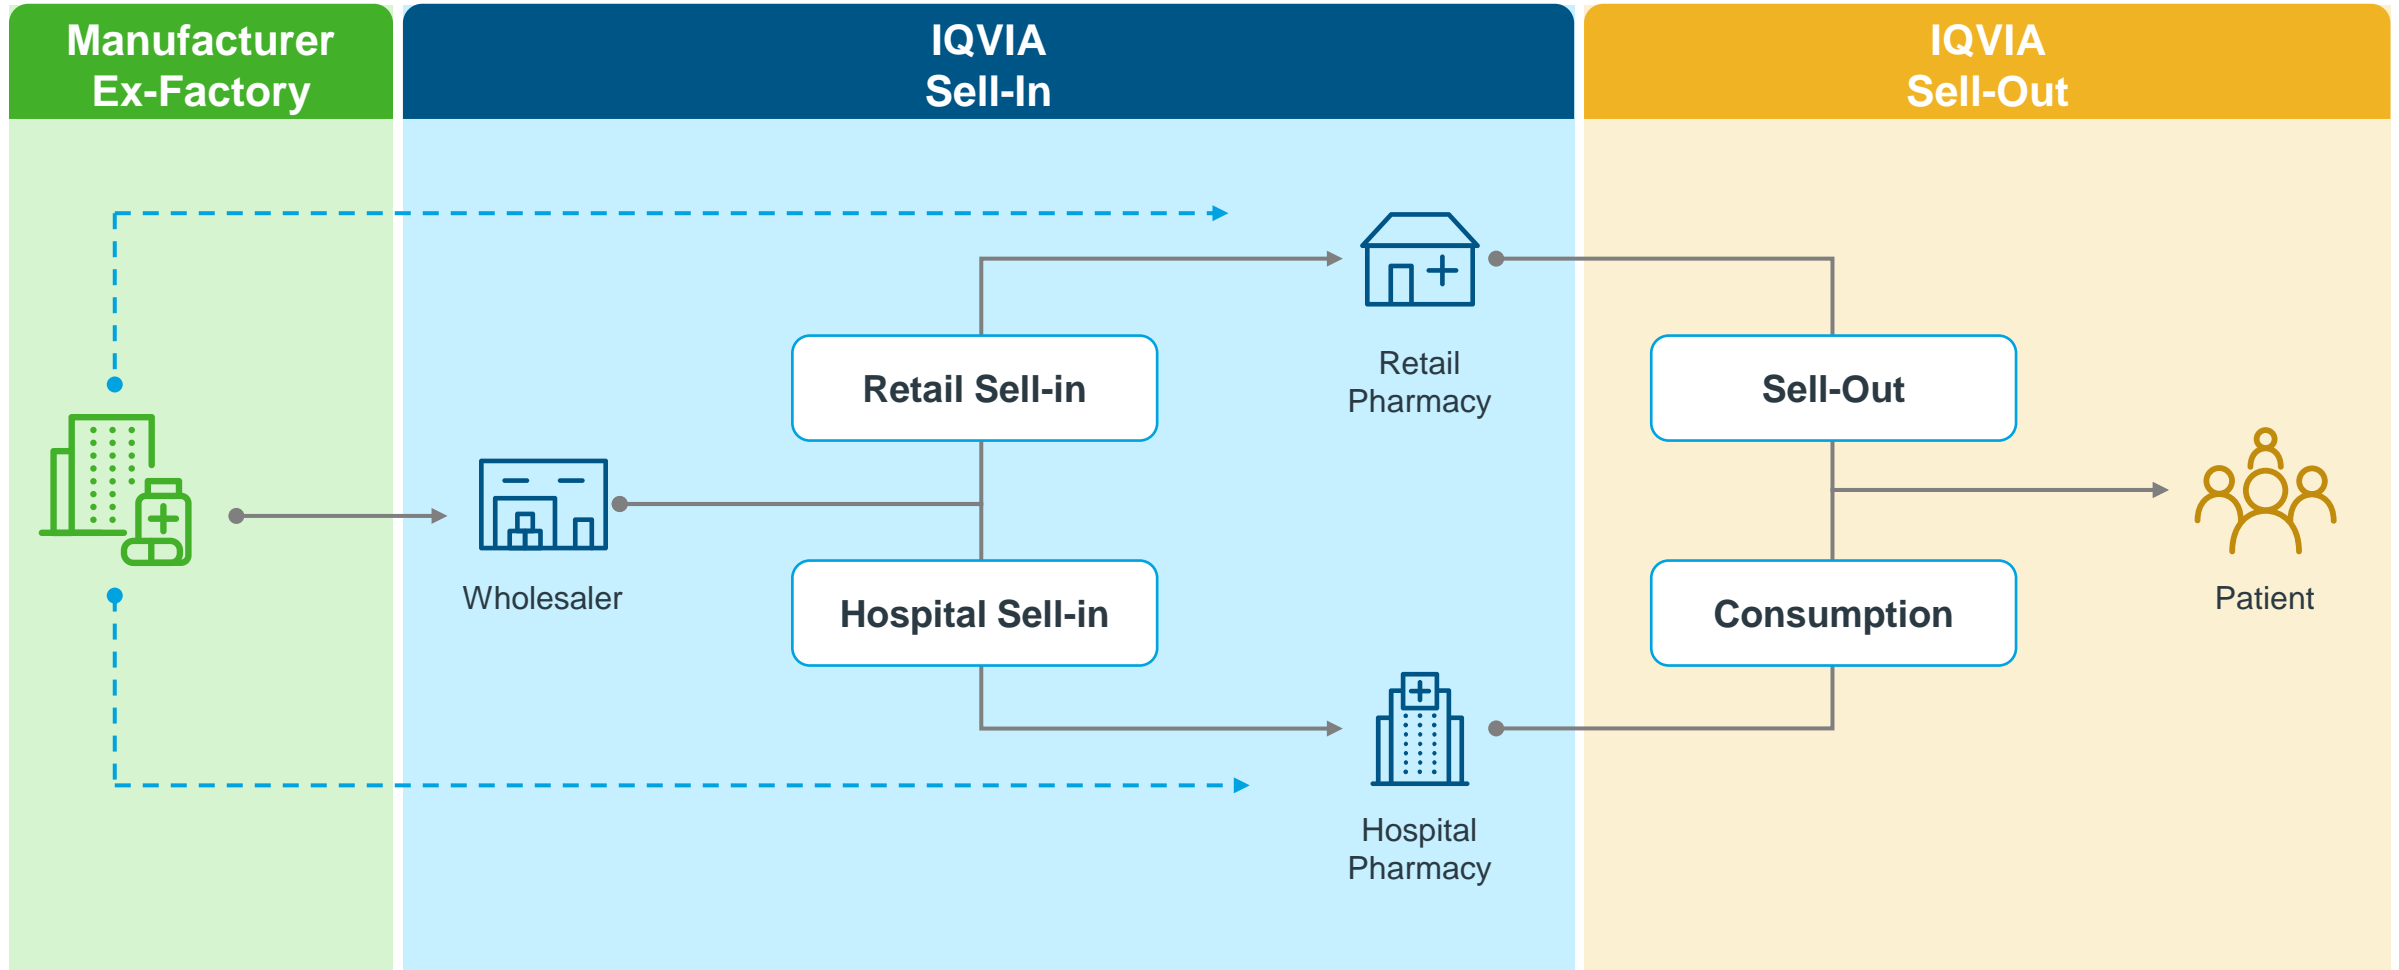 Manufacturer
Ex-Factory
IQVIA
Sell-In
IQVIA
Sell-Out
Retail Sell-in
Retail
Pharmacy
Sell-Out
Wholesaler
Hospital Sell-in
Consumption
Patient
Hospital
Pharmacy